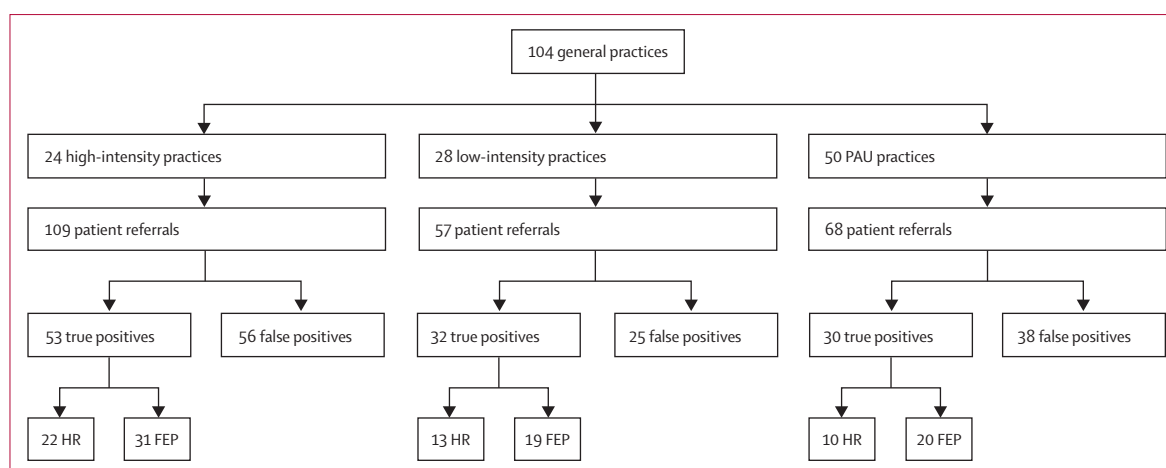 104 general practices
24 high-intensity practices
28 low-intensity practices
50 PAU practices
109 patient referrals
57 patient referrals
68 patient referrals
53 true positives
56 false positives
32 true positives
25 false positives
30 true positives
38 false positives
22 HR
31 FEP
13 HR
19 FEP
10 HR
20 FEP